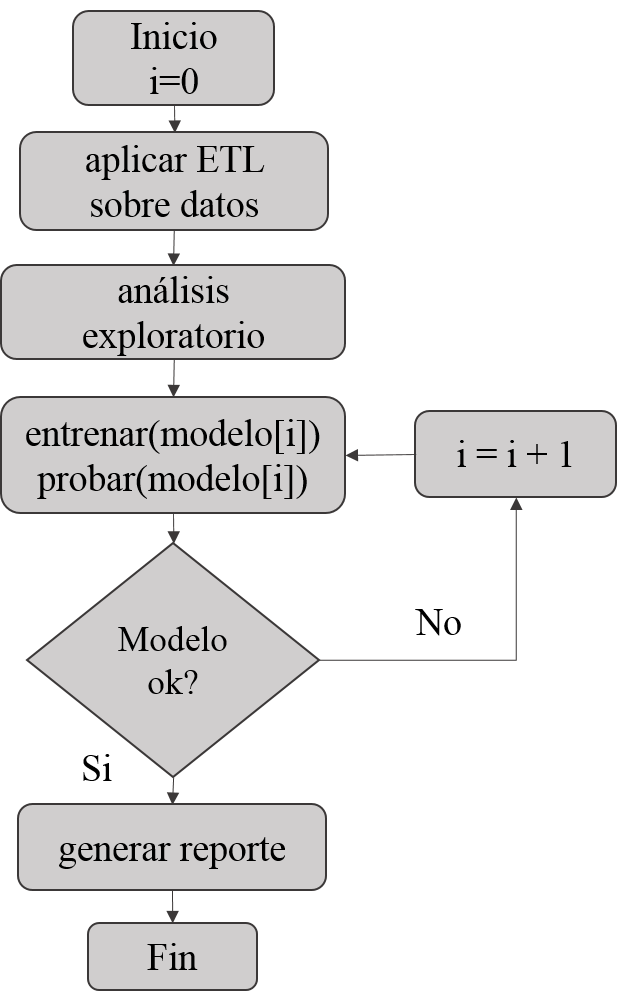 Inicio
i=0
aplicar ETL
sobre datos
análisis
exploratorio
entrenar(modelo[i])
probar(modelo[i])
i = i + 1
Modelo
ok?
No
Si
generar reporte
Fin